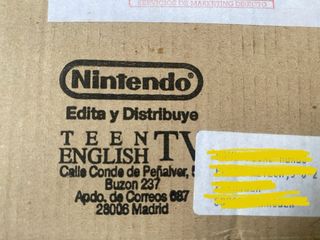 SERVICIOS DE MARKETING DIRECTO
Nintendo
Edita y Distribuye
TEEN TV
ENGLISH
Calle Conde de Peñalver, 5
Buzon 237
Apdo. de Correos 687
28006 Madrid